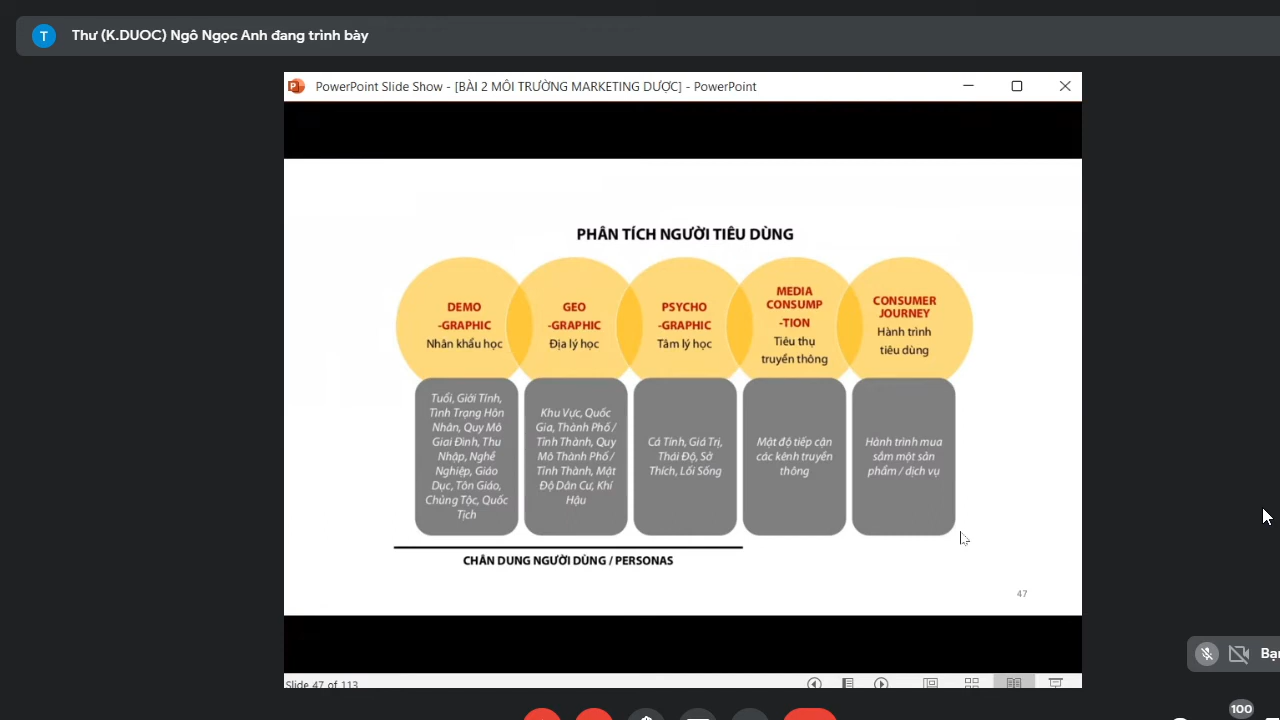 T
Thư (K.DUOC) Ngô Ngọc Anh đang trình bày
PowerPoint Slide Show - [BÀI 2 MÔI TRƯỜNG MARKETING DƯỢC] - PowerPoint
PHÂN TÍCH NGƯỜI TIÊU DÙNG
DEMO
-GRAPHIC
Nhân khẩu học
GEO
-GRAPHIC
Địa lý học
PSYCHO
-GRAPHIC
Tâm lý học
MEDIA
CONSUMP
-TION
Tiêu thụ
truyền thông
CONSUMER
JOURNEY
Hành trình
tiêu dùng
Tuổi, Giới Tính,
Tình Trạng Hôn
Nhân, Quy Mô
Giai Đình, Thu
Nhập, Nghề
Nghiệp, Giáo
Dục, Tôn Giáo,
Chủng Tộc, Quốc
Tịch
Khu Vực, Quốc
Gia, Thành Phố /
Tỉnh Thành, Quy
Mô Thành Phố /
Tỉnh Thành, Mật
Độ Dân Cư, Khí
Hậu
Cá Tính, Giá Trị,
Thái Độ, Sở
Thích, Lối Sống
Mật độ tiếp cận
các kênh truyền
thông
Hành trình mua
sắm một sản
phẩm / dịch vụ
CHÂN DUNG NGƯỜI DÙNG / PERSONAS
47
Slide 47 of 113
Bạn
100